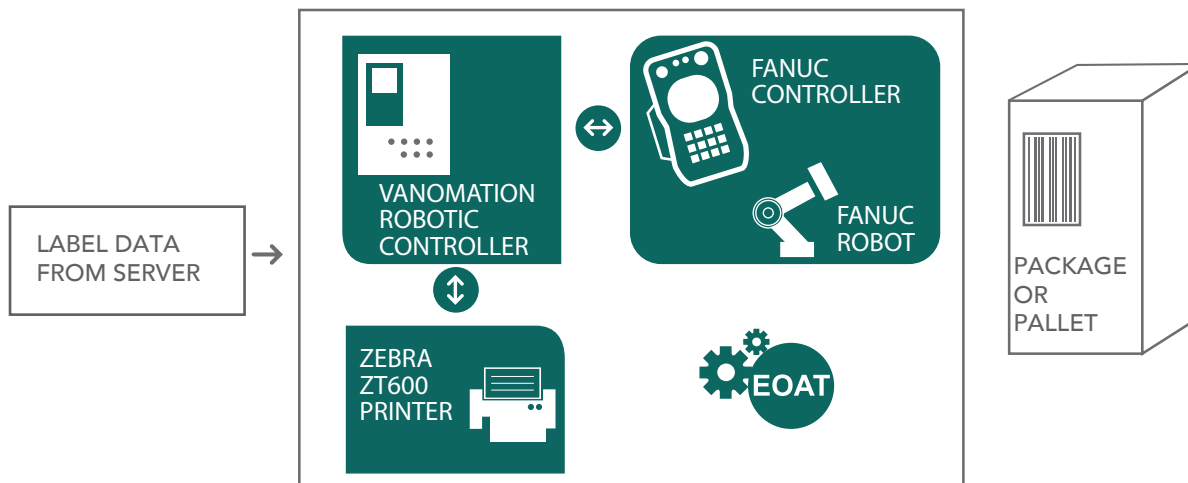 LABEL DATA
FROM SERVER
VANOMATION
ROBOTIC
CONTROLLER
FANUC
CONTROLLER
FANUC
ROBOT
ZEBRA
ZT600
PRINTER
EOAT
PACKAGE
OR
PALLET